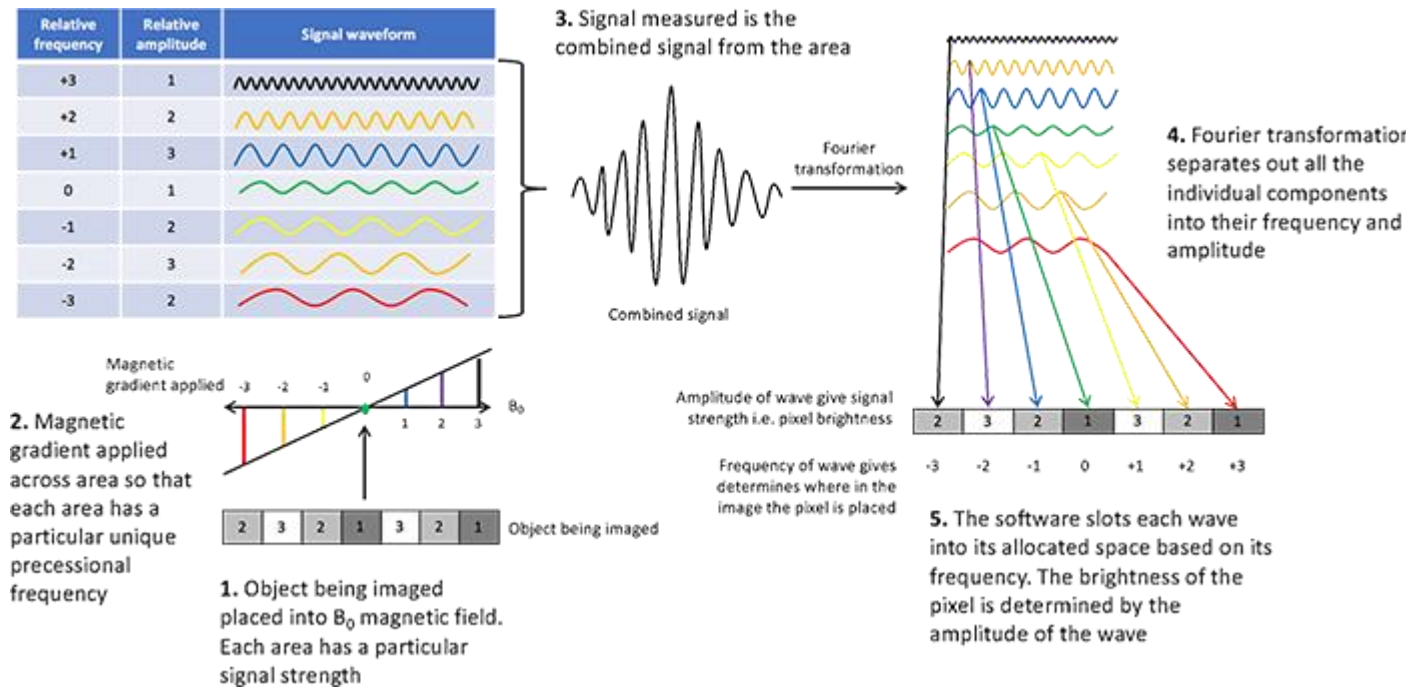 Relative frequency Relative amplitude Signal waveform
+3 1
+2 2
+1 3
0 1
-1 2
-2 3
-3 2
3. Signal measured is the
combined signal from the area
Combined signal
Fourier
transformation
4. Fourier transformation
separates out all the
individual components
into their frequency and
amplitude
Magnetic
gradient applied
-3 -2 -1 0
1 2 3
B0
2. Magnetic
gradient applied
across area so that
each area has a
particular unique
precessional
frequency
2 3 2 1 3 2 1
Object being imaged
1. Object being imaged
placed into B0 magnetic field.
Each area has a particular
signal strength
Amplitude of wave give signal
strength i.e. pixel brightness
2 3 2 1 3 2 1
Frequency of wave gives
determines where in the
image the pixel is placed
-3 -2 -1 0 +1 +2 +3
5. The software slots each wave
into its allocated space based on its
frequency. The brightness of the
pixel is determined by the
amplitude of the wave